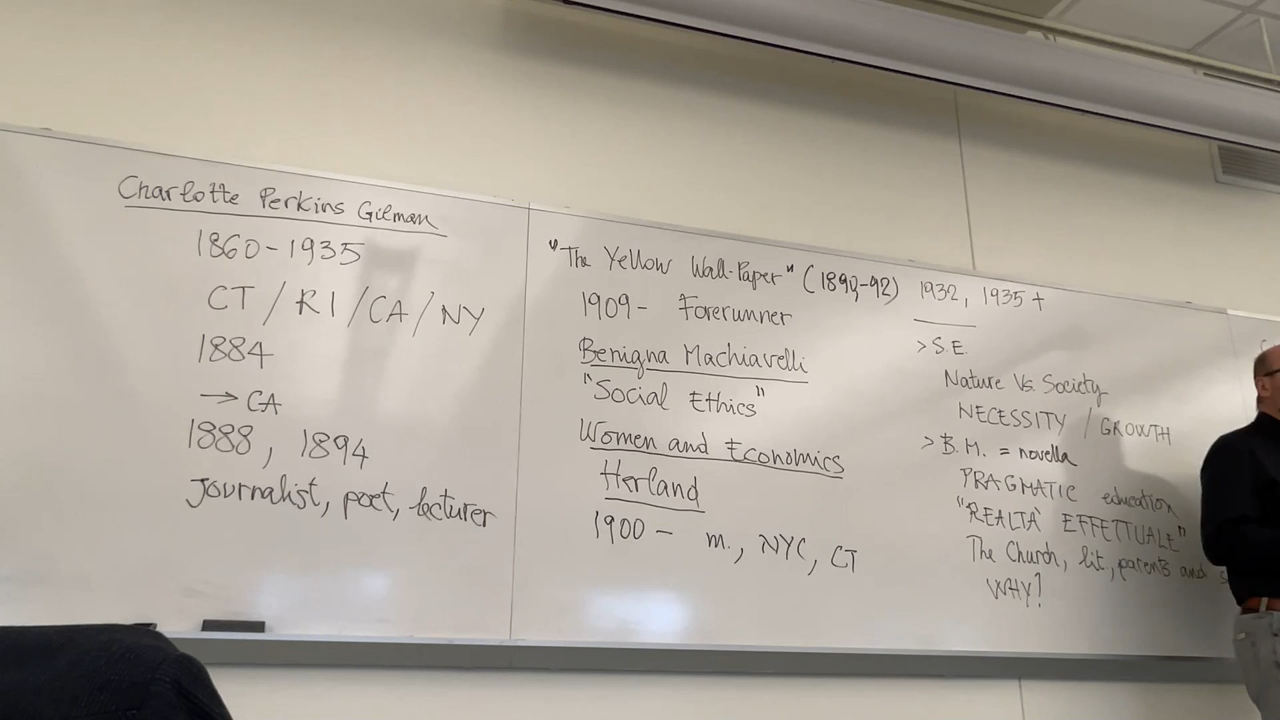 Charlotte Perkins Gilman
1860-1935
CT / RI / CA / NY
1884
→ CA
1888, 1894
Journalist, poet, lecturer
"The Yellow Wall-Paper" (1890-92)
1909- Forerunner
Benigna Machiavelli
"Social Ethics"
Women and Economics
Herland
1900- m., NYC, CT
1932, 1935+
> S.E.
Nature Vs. Society
NECESSITY / GROWTH
> B.M. = novella
PRAGMATIC education
"REALTA' EFFETTUALE"
The Church, lit., parents and
WHY?